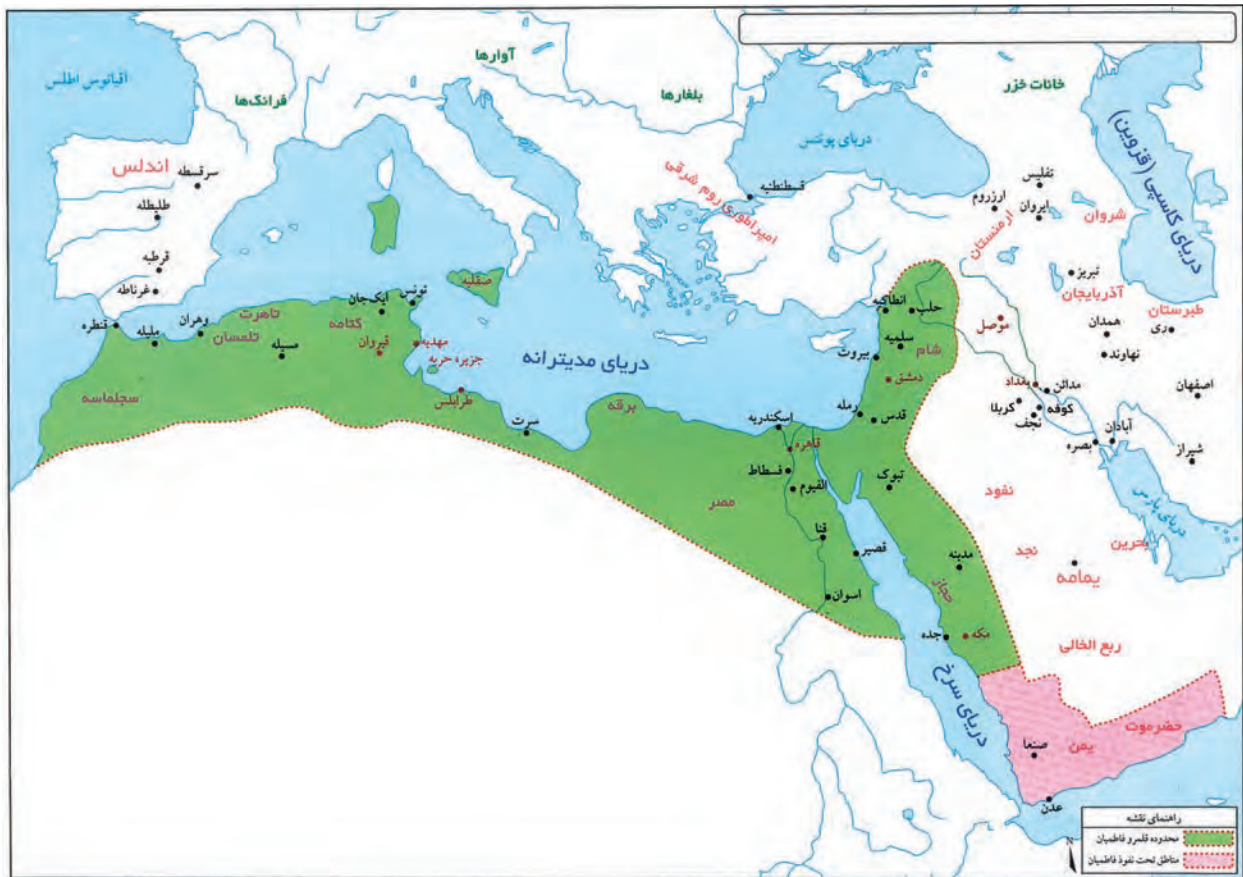 اقیانوس اطلس
فرانک‌ها
آوارها
بلغارها
خانات خزر
دریای کاسپی (قزوین)
دریای پونتس
اندلس
سرقسطه
طلیطله
قرطبه
غرناطه
قسطنطنیه
امپراطوری روم شرقی
تفلیس
ارزروم
ایروان
ارمنستان
شروان
تبریز
آذربایجان
طبرستان
ری
همدان
نهاوند
اصفهان
شیراز
موصل
بغداد
مدائن
کربلا
کوفه
نجف
بصره
آبادان
دریای پارس
صقلیه
تونس
ایکجان
کتامه
تاهرت
تلمسان
وهران
ملیله
قنطره
مسیله
قیروان
مهدیه
جزیره جربه
طرابلس
سجلماسه
سرت
برقه
دریای مدیترانه
انطاکیه
حلب
سلمیه
شام
بیروت
دمشق
رمله
قدس
اسکندریه
قاهره
فسطاط
الفیوم
مصر
تبوک
قنا
قصیر
اسوان
مدینه
حجاز
جده
مکه
نفود
نجد
بحرین
یمامه
ربع الخالی
دریای سرخ
حضرموت
یمن
صنعا
عدن
راهنمای نقشه
محدوده قلمرو فاطمیان
مناطق تحت نفوذ فاطمیان
N